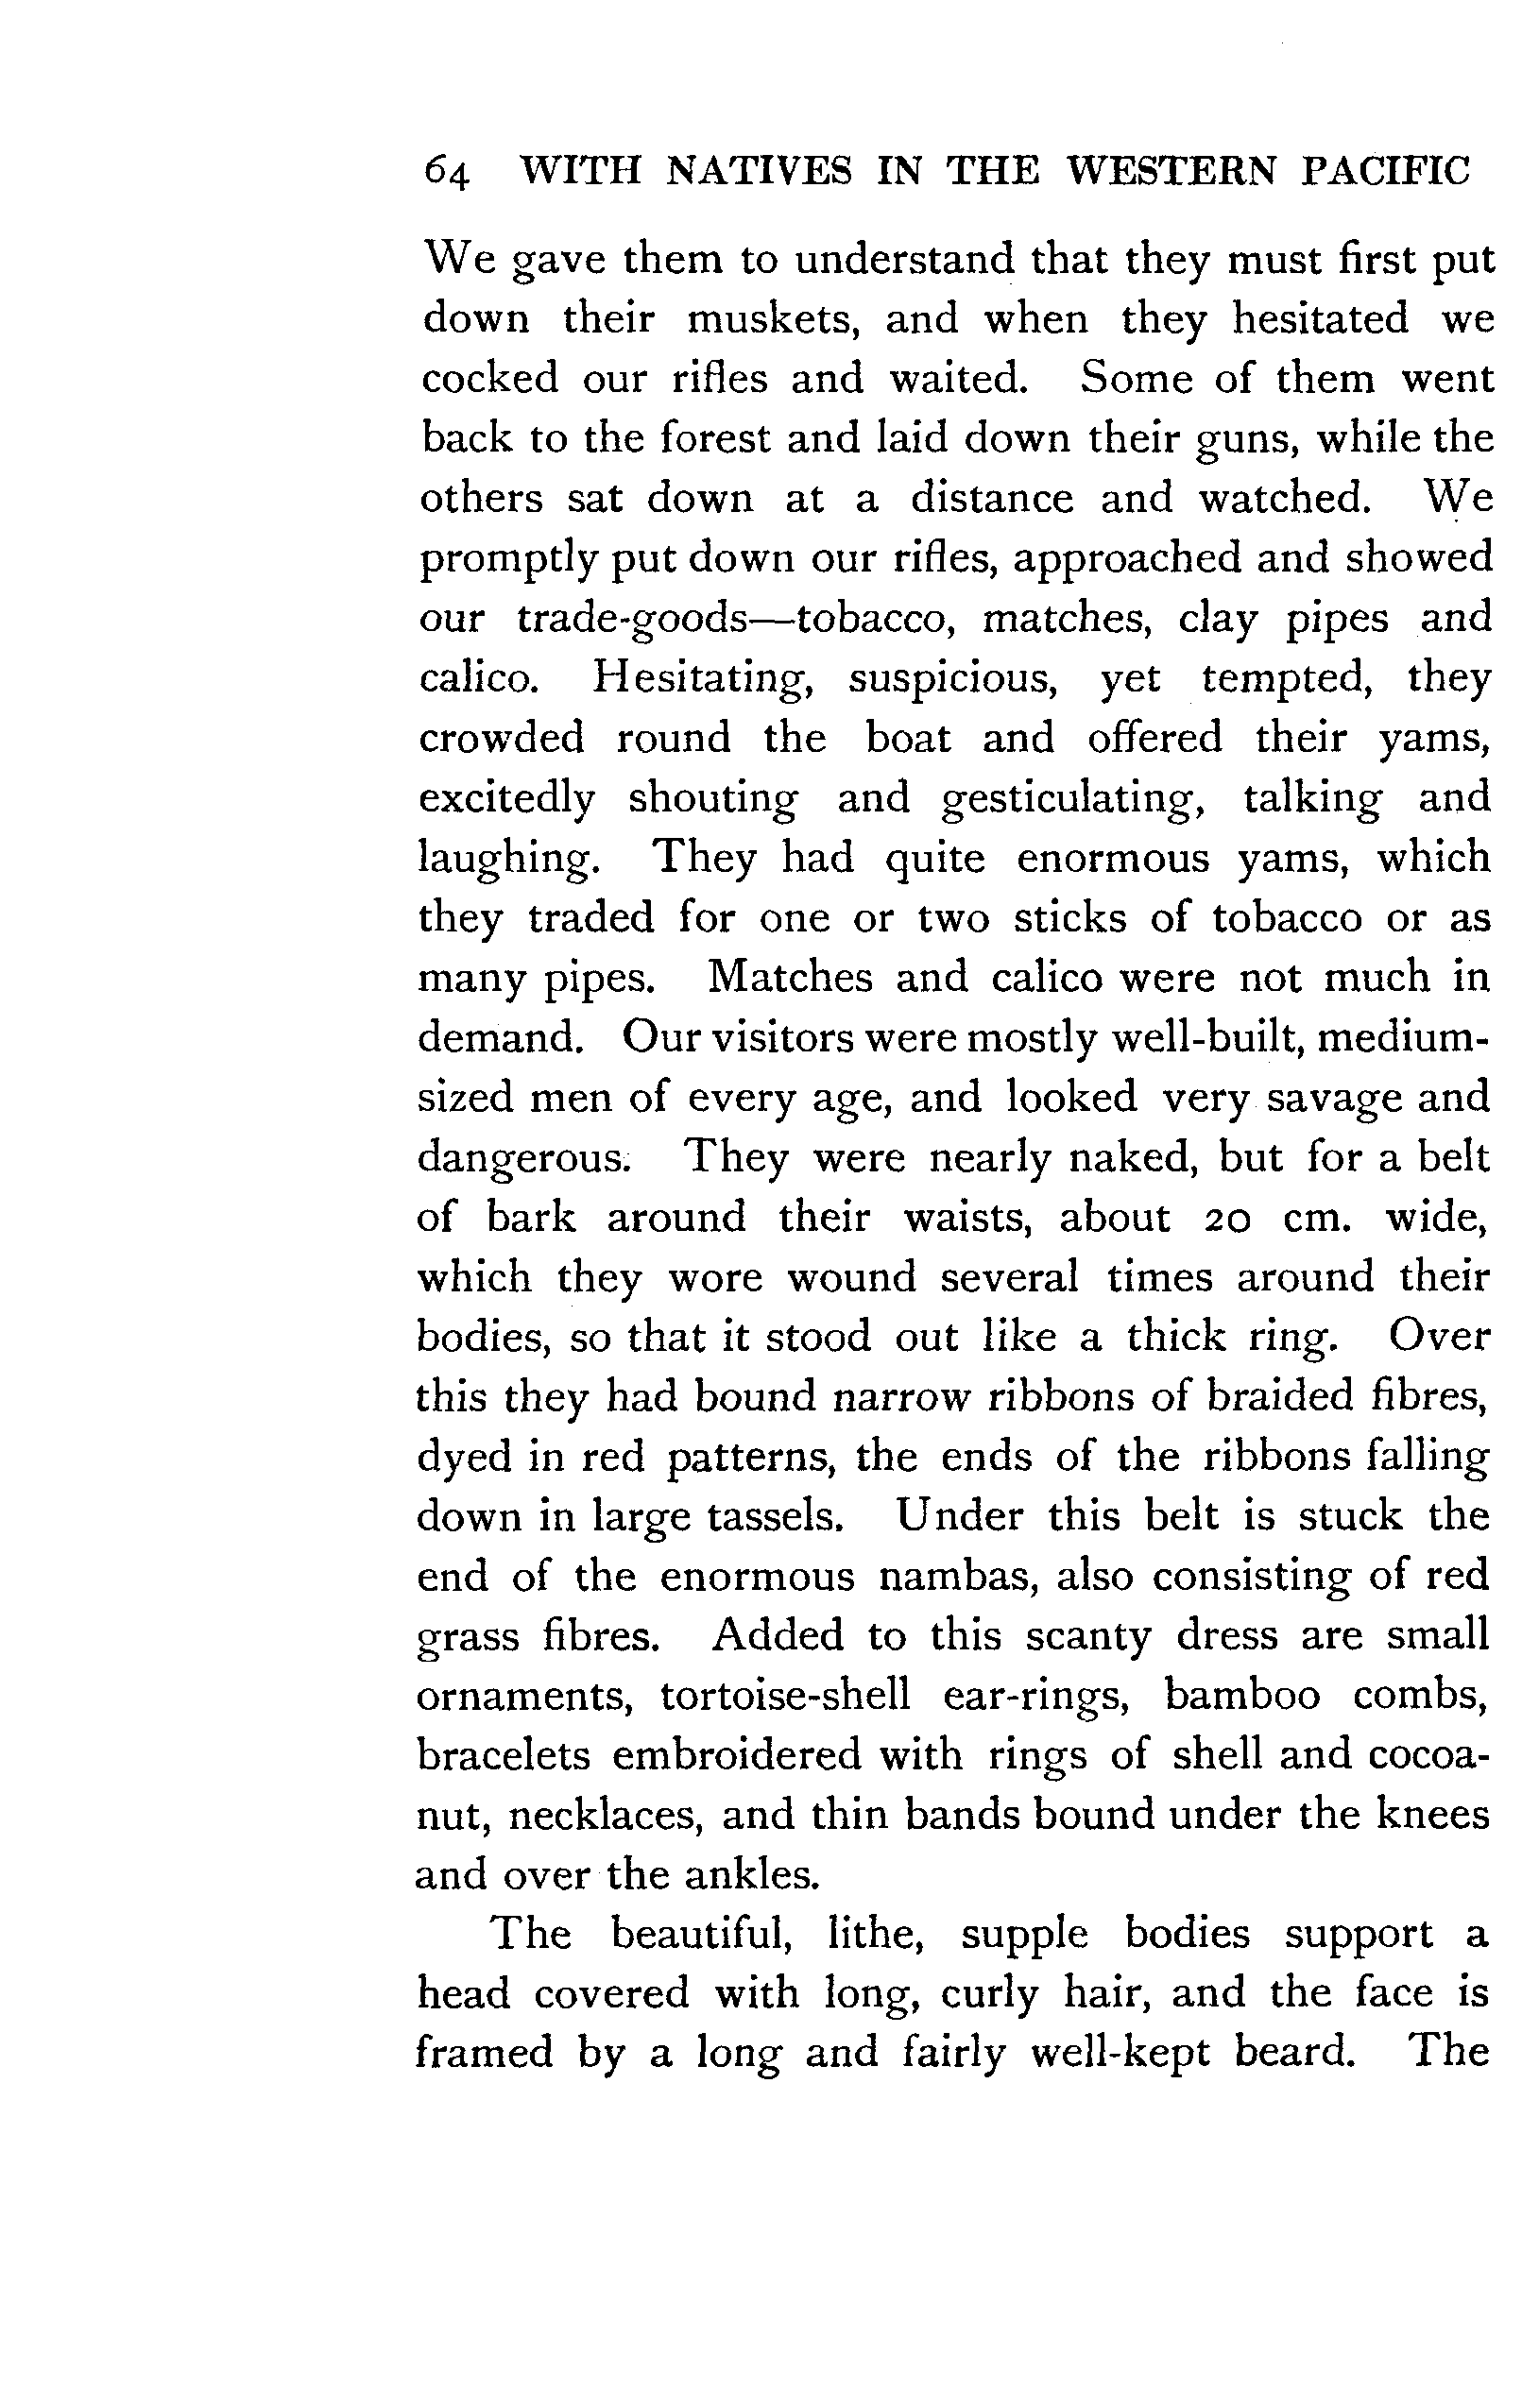 64 WITH NATIVES IN THE WESTERN PACIFIC
We gave them to understand that they must first put
down their muskets, and when they hesitated we
cocked our rifles and waited. Some of them went
back to the forest and laid down their guns, while the
others sat down at a distance and watched. We
promptly put down our rifles, approached and showed
our trade-goods—tobacco, matches, clay pipes and
calico. Hesitating, suspicious, yet tempted, they
crowded round the boat and offered their yams,
excitedly shouting and gesticulating, talking and
laughing. They had quite enormous yams, which
they traded for one or two sticks of tobacco or as
many pipes. Matches and calico were not much in
demand. Our visitors were mostly well-built, medium-
sized men of every age, and looked very savage and
dangerous. They were nearly naked, but for a belt
of bark around their waists, about 20 cm. wide,
which they wore wound several times around their
bodies, so that it stood out like a thick ring. Over
this they had bound narrow ribbons of braided fibres,
dyed in red patterns, the ends of the ribbons falling
down in large tassels. Under this belt is stuck the
end of the enormous nambas, also consisting of red
grass fibres. Added to this scanty dress are small
ornaments, tortoise-shell ear-rings, bamboo combs,
bracelets embroidered with rings of shell and cocoa-
nut, necklaces, and thin bands bound under the knees
and over the ankles.
The beautiful, lithe, supple bodies support a
head covered with long, curly hair, and the face is
framed by a long and fairly well-kept beard. The